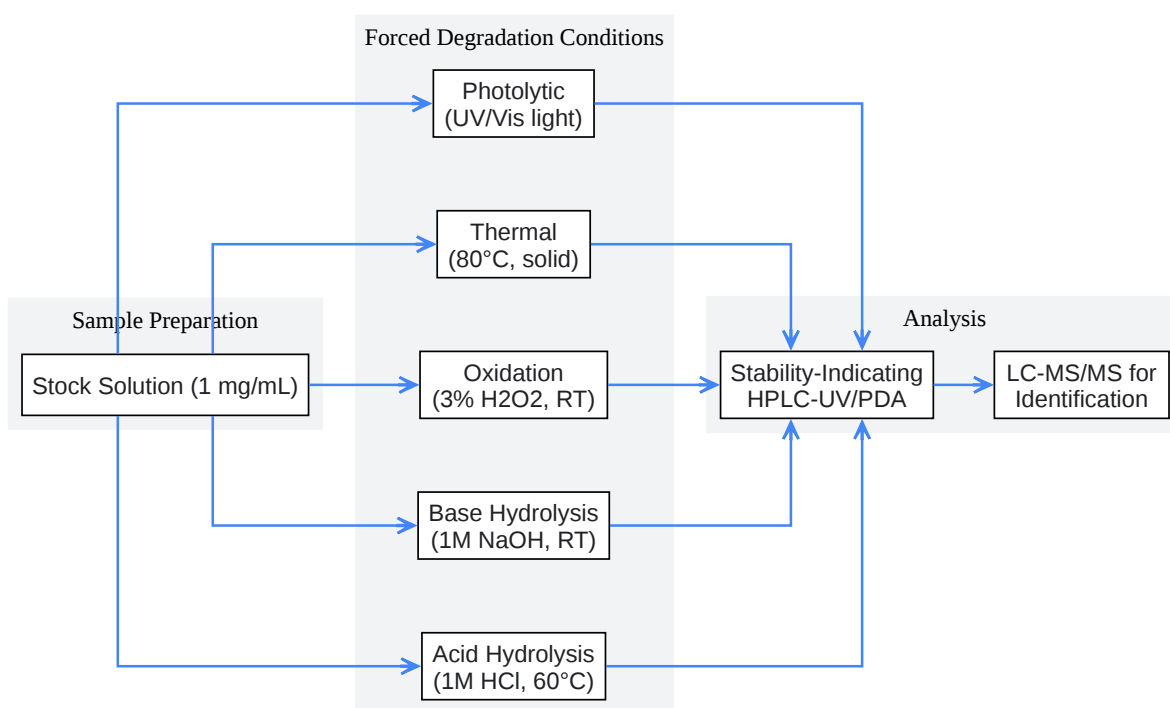 Forced Degradation Conditions
Photolytic
(UV/Vis light)
Thermal
(80°C, solid)
Sample Preparation
Stock Solution (1 mg/mL)
Oxidation
(3% H2O2, RT)
Base Hydrolysis
(1M NaOH, RT)
Acid Hydrolysis
(1M HCl, 60°C)
Analysis
Stability-Indicating
HPLC-UV/PDA
LC-MS/MS for
Identification